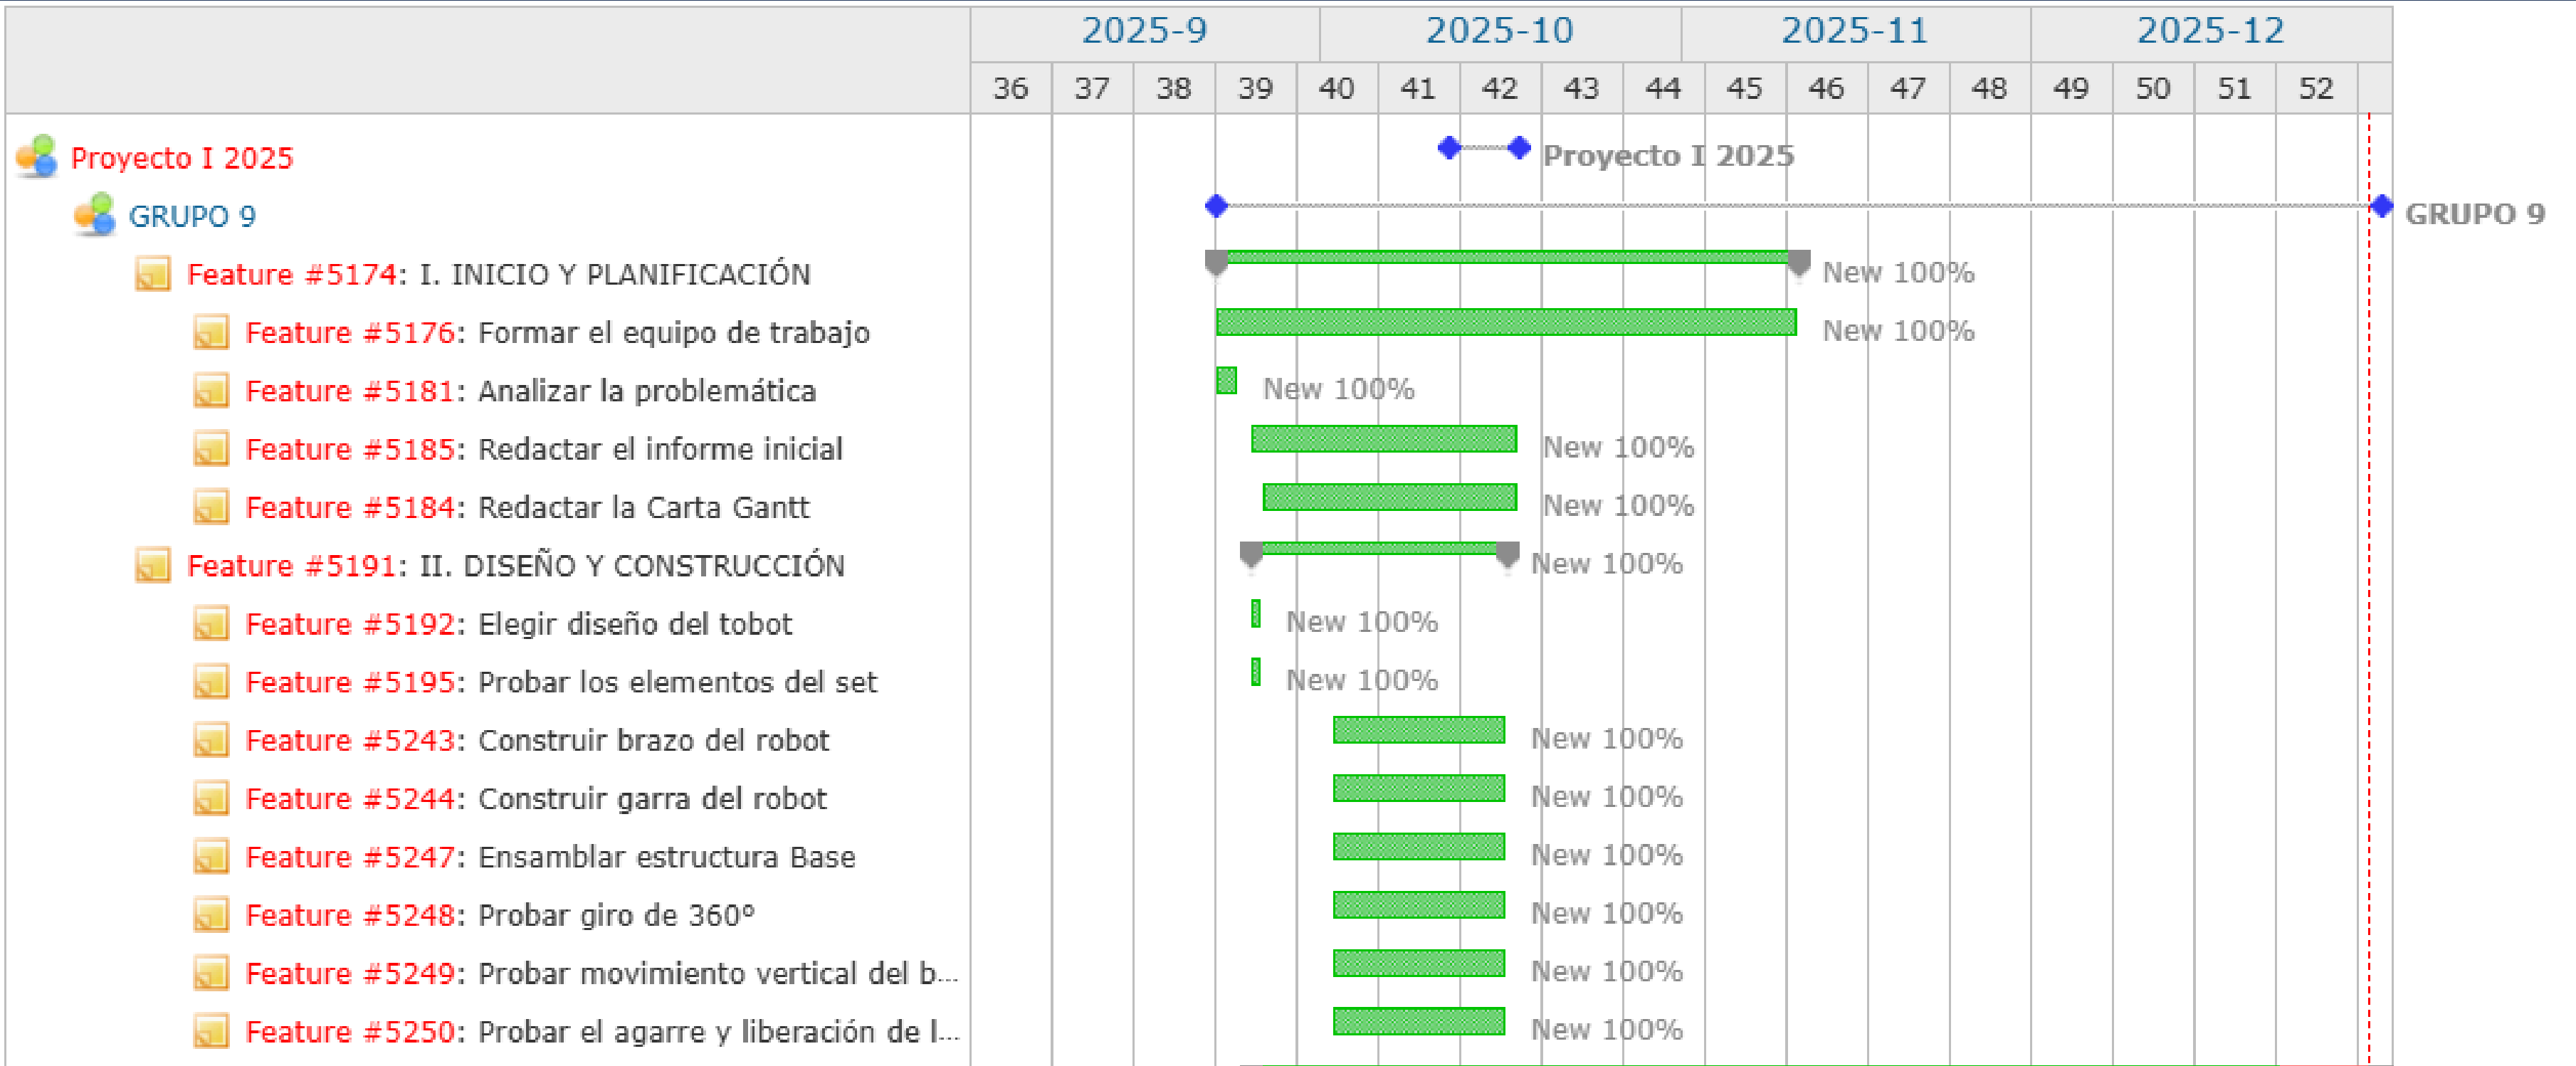 2025-9 2025-10 2025-11 2025-12
36 37 38 39 40 41 42 43 44 45 46 47 48 49 50 51 52
Proyecto I 2025 Proyecto I 2025
GRUPO 9 GRUPO 9
Feature #5174: I. INICIO Y PLANIFICACIÓN New 100%
Feature #5176: Formar el equipo de trabajo New 100%
Feature #5181: Analizar la problemática New 100%
Feature #5185: Redactar el informe inicial New 100%
Feature #5184: Redactar la Carta Gantt New 100%
Feature #5191: II. DISEÑO Y CONSTRUCCIÓN New 100%
Feature #5192: Elegir diseño del tobot New 100%
Feature #5195: Probar los elementos del set New 100%
Feature #5243: Construir brazo del robot New 100%
Feature #5244: Construir garra del robot New 100%
Feature #5247: Ensamblar estructura Base New 100%
Feature #5248: Probar giro de 360º New 100%
Feature #5249: Probar movimiento vertical del b... New 100%
Feature #5250: Probar el agarre y liberación de l... New 100%